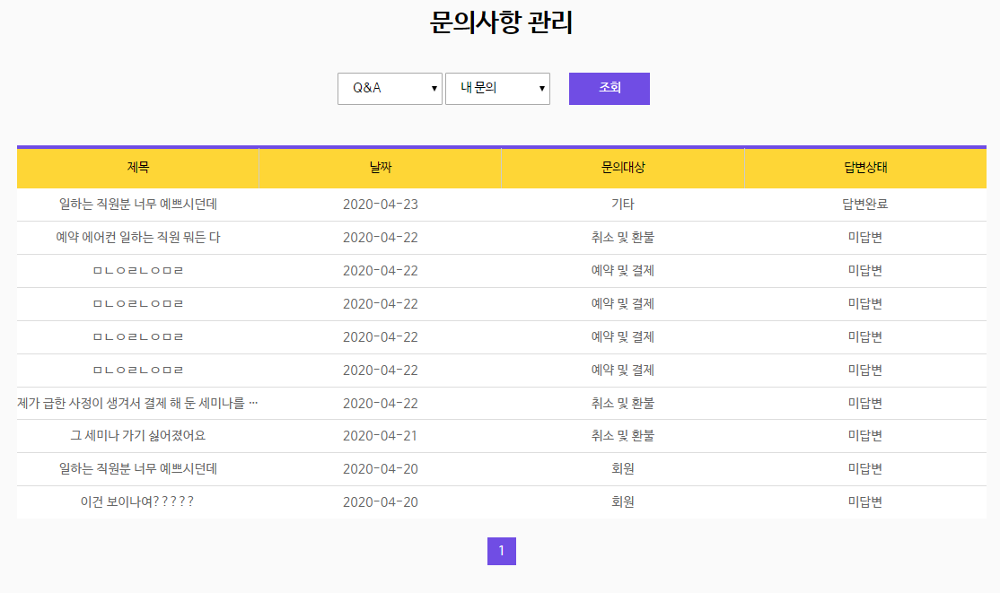 문의사항 관리
Q&A 내 문의 조회
제목 날짜 문의대상 답변상태
일하는 직원분 너무 예쁘시던데 2020-04-23 기타 답변완료
예약 에어컨 일하는 직원 뭐든 다 2020-04-22 취소 및 환불 미답변
ㅁㄴㅇㄹㄴㅇㅁㄹ 2020-04-22 예약 및 결제 미답변
ㅁㄴㅇㄹㄴㅇㅁㄹ 2020-04-22 예약 및 결제 미답변
ㅁㄴㅇㄹㄴㅇㅁㄹ 2020-04-22 예약 및 결제 미답변
ㅁㄴㅇㄹㄴㅇㅁㄹ 2020-04-22 예약 및 결제 미답변
제가 급한 사정이 생겨서 결제 해 둔 세미나를 … 2020-04-22 취소 및 환불 미답변
그 세미나 가기 싫어졌어요 2020-04-21 취소 및 환불 미답변
일하는 직원분 너무 예쁘시던데 2020-04-20 회원 미답변
이건 보이나여????? 2020-04-20 회원 미답변
1